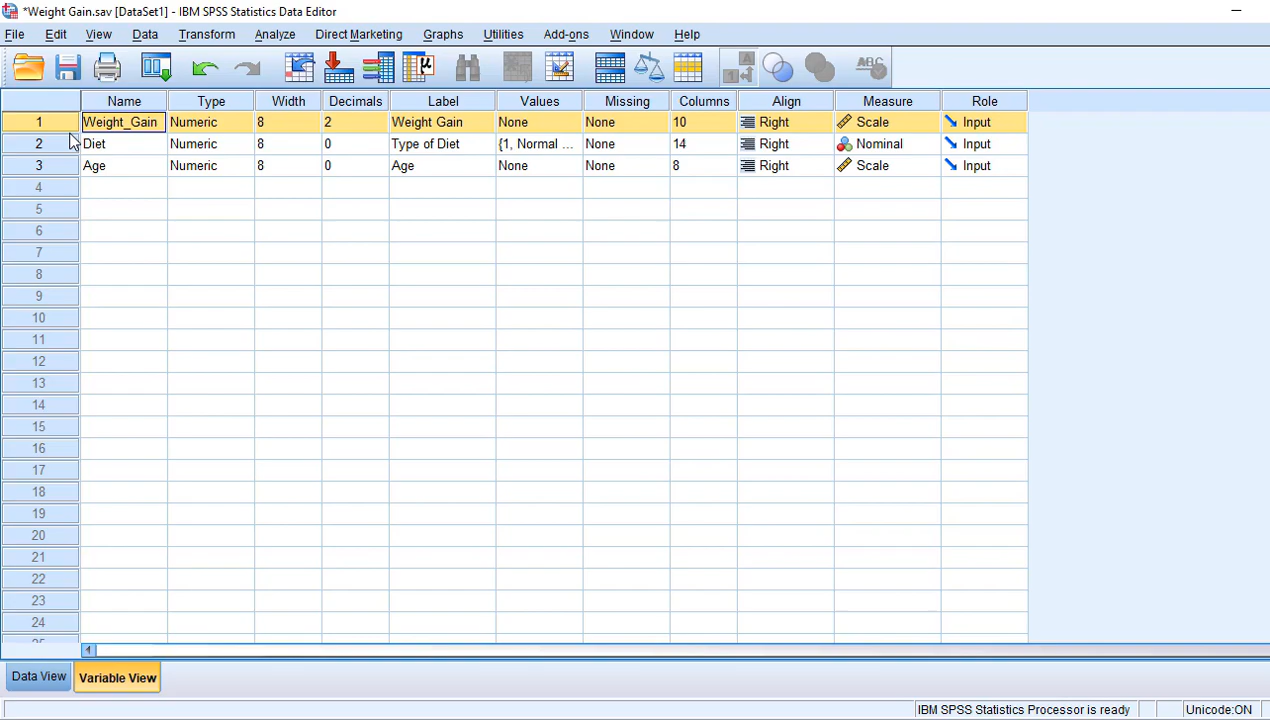 *Weight Gain.sav [DataSet1] - IBM SPSS Statistics Data Editor
File Edit View Data Transform Analyze Direct Marketing Graphs Utilities Add-ons Window Help
Name Type Width Decimals Label Values Missing Columns Align Measure Role
1 Weight_Gain Numeric 8 2 Weight Gain None None 10 Right Scale Input
2 Diet Numeric 8 0 Type of Diet {1, Normal ... None 14 Right Nominal Input
3 Age Numeric 8 0 Age None None 8 Right Scale Input
4
5
6
7
8
9
10
11
12
13
14
15
16
17
18
19
20
21
22
23
24
25
Data View Variable View
IBM SPSS Statistics Processor is ready Unicode:ON